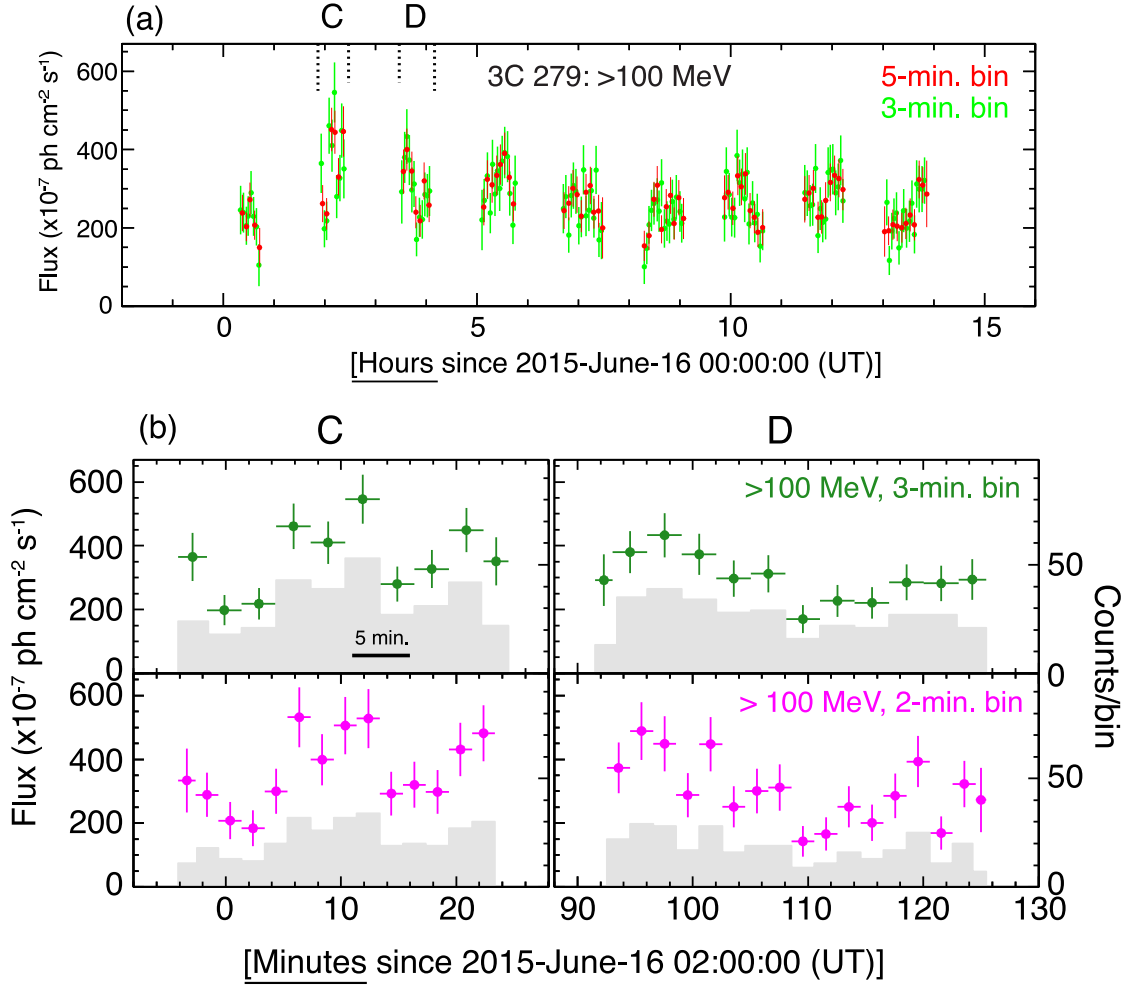 (a)
C
D
3C 279: >100 MeV
5-min. bin
3-min. bin
Flux (x10-7 ph cm-2 s-1)
600
400
200
0
0
5
10
15
[Hours since 2015-June-16 00:00:00 (UT)]
(b)
C
D
>100 MeV, 3-min. bin
5 min.
600
400
200
0
50
0
> 100 MeV, 2-min. bin
600
400
200
0
50
0
Flux (x10-7 ph cm-2 s-1)
Counts/bin
0
10
20
90
100
110
120
130
[Minutes since 2015-June-16 02:00:00 (UT)]